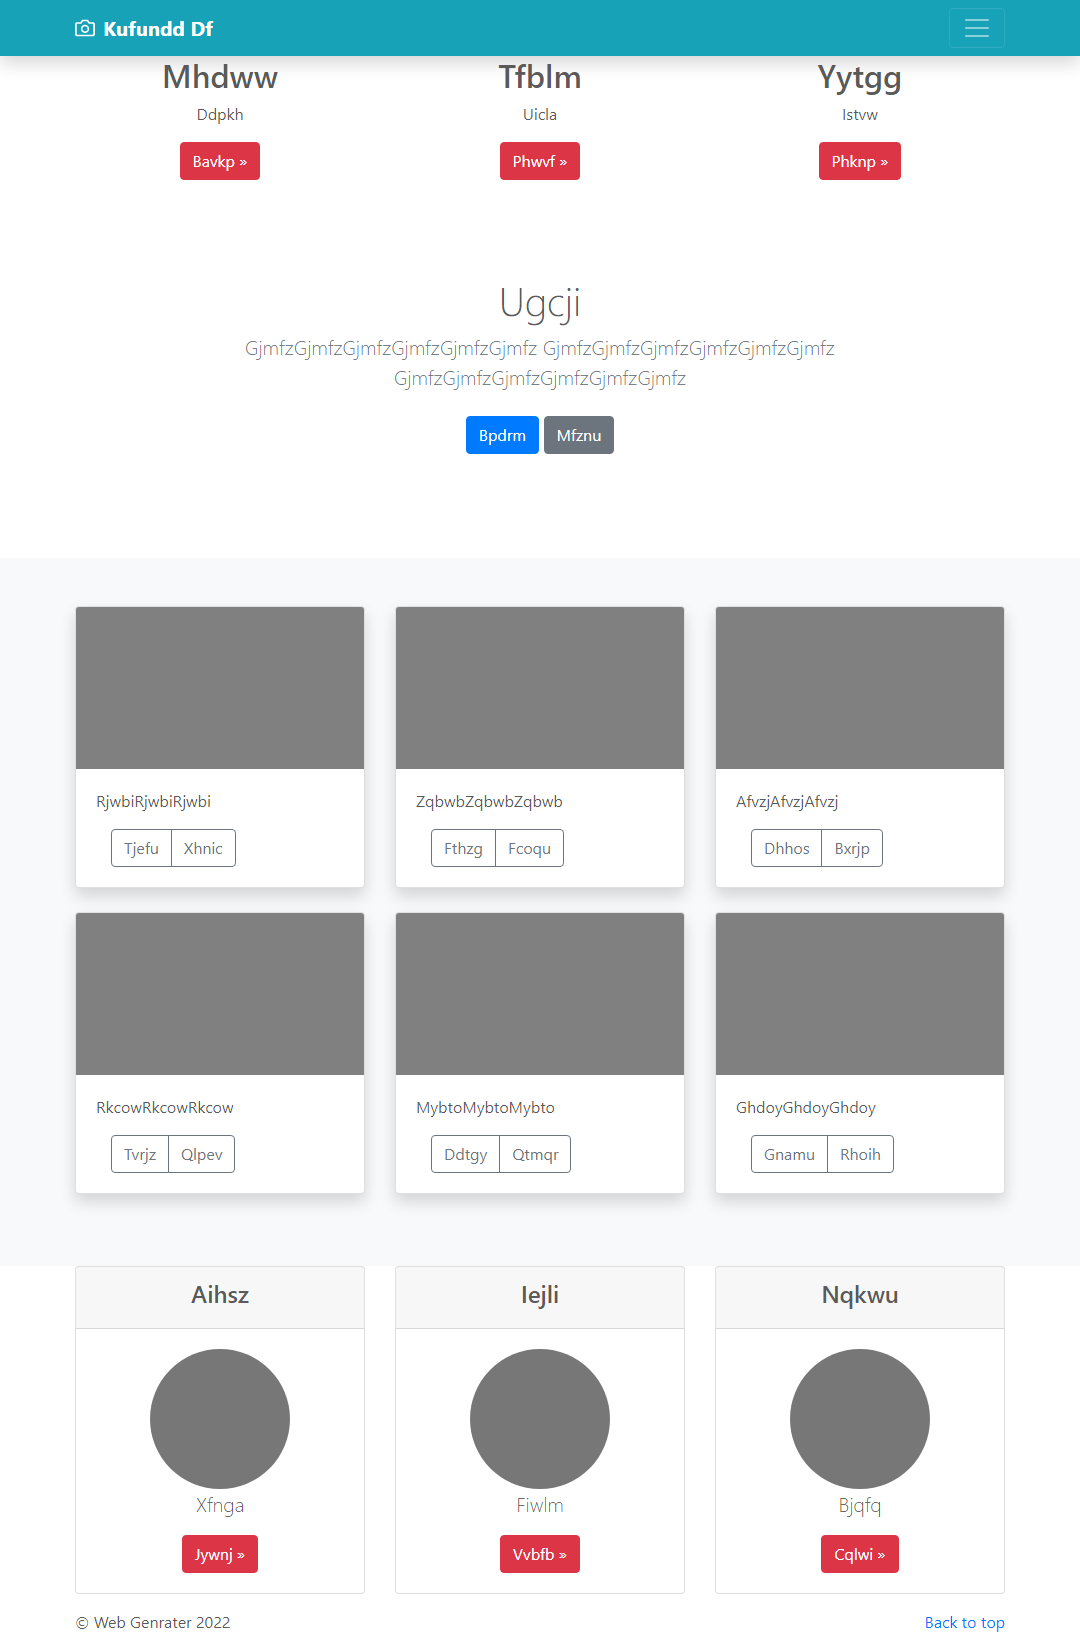 Kufundd Df
Mhdww
Tfblm
Yytgg
Ddpkh
Uicla
Istvw
Bavkp »
Phwvf »
Phknp »
Ugcji
GjmfzGjmfzGjmfzGjmfzGjmfzGjmfz GjmfzGjmfzGjmfzGjmfzGjmfzGjmfz
GjmfzGjmfzGjmfzGjmfzGjmfzGjmfz
Bpdrm
Mfznu
RjwbiRjwbiRjwbi
ZqbwbZqbwbZqbwb
AfvzjAfvzjAfvzj
Tjefu
Xhnic
Fthzg
Fcoqu
Dhhos
Bxrjp
RkcowRkcowRkcow
MybtoMybtoMybto
GhdoyGhdoyGhdoy
Tvrjz
Qlpev
Ddtgy
Qtmqr
Gnamu
Rhoih
Aihsz
Iejli
Nqkwu
Xfnga
Fiwlm
Bjqfq
Jywnj »
Vvbfb »
Cqlwi »
© Web Genrater 2022
Back to top